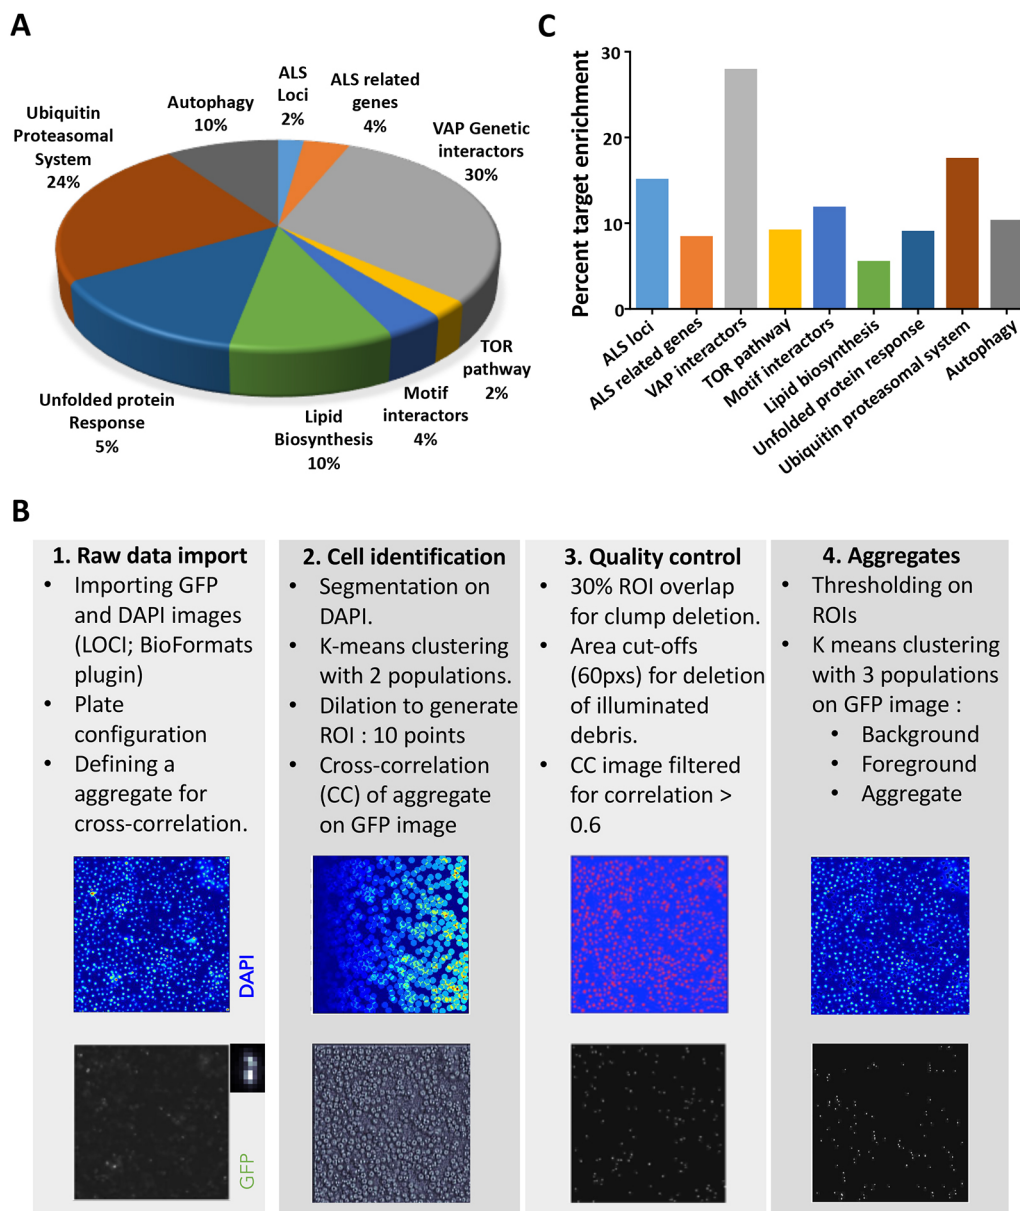 A
ALS
Loci
2%
ALS related
genes
4%
VAP Genetic
interactors
30%
TOR
pathway
2%
Motif
interactors
4%
Lipid
Biosynthesis
10%
Unfolded protein
Response
5%
Ubiquitin
Proteasomal
System
24%
Autophagy
10%
C
Percent target enrichment
30
20
10
0
ALS loci
ALS related genes
VAP interactors
TOR pathway
Motif interactors
Lipid biosynthesis
Unfolded protein response
Ubiquitin proteasomal system
Autophagy
B
1. Raw data import
• Importing GFP
and DAPI images
(LOCI; BioFormats
plugin)
• Plate
configuration
• Defining a
aggregate for
cross-correlation.
DAPI
GFP
2. Cell identification
• Segmentation on
DAPI.
• K-means clustering
with 2 populations.
• Dilation to generate
ROI : 10 points
• Cross-correlation
(CC) of aggregate
on GFP image
3. Quality control
• 30% ROI overlap
for clump deletion.
• Area cut-offs
(60pxs) for deletion
of illuminated
debris.
• CC image filtered
for correlation >
0.6
4. Aggregates
• Thresholding on
ROIs
• K means clustering
with 3 populations
on GFP image :
• Background
• Foreground
• Aggregate